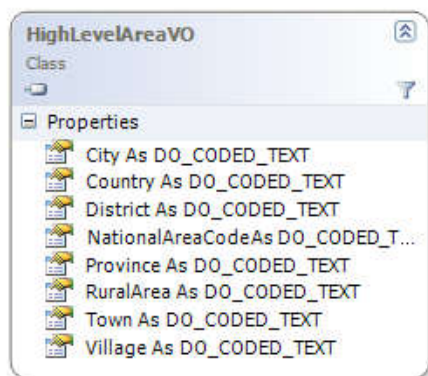 HighLevelAreaVO
Class
Properties
City As DO_CODED_TEXT
Country As DO_CODED_TEXT
District As DO_CODED_TEXT
NationalAreaCodeAs DO_CODED_T...
Province As DO_CODED_TEXT
RuralArea As DO_CODED_TEXT
Town As DO_CODED_TEXT
Village As DO_CODED_TEXT